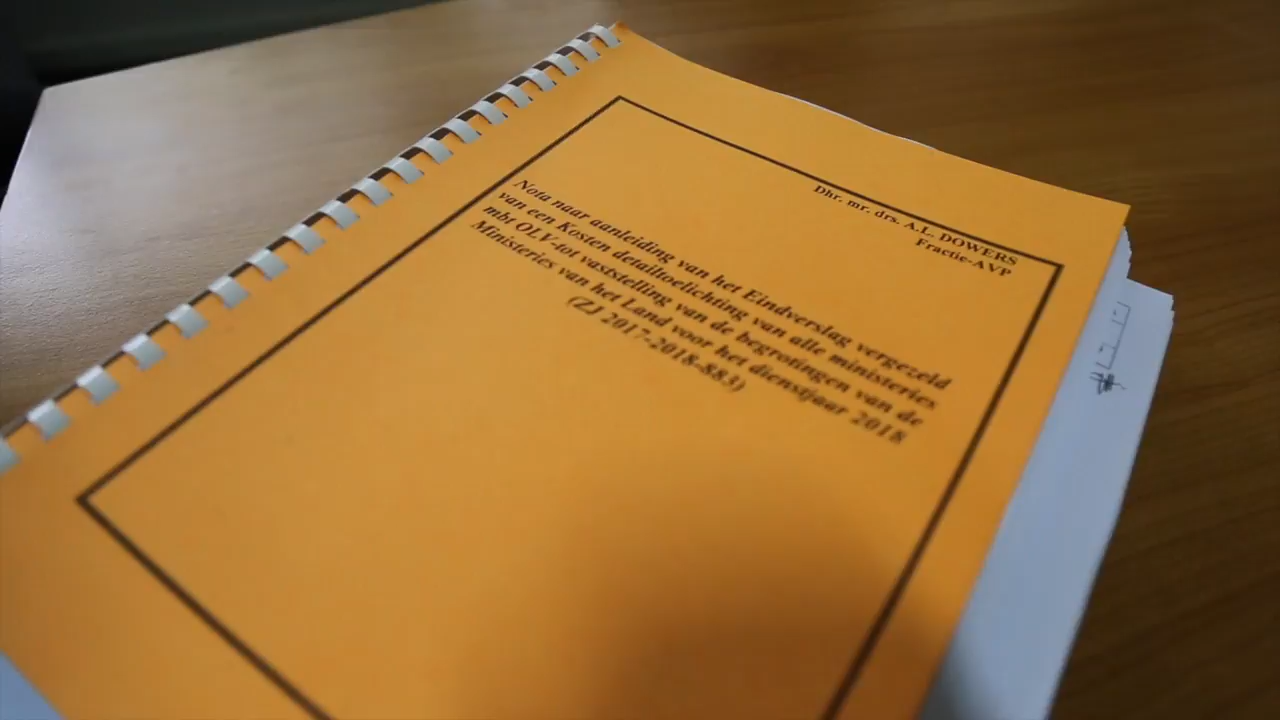 Dhr. mr. drs. A.L. DOWERS
Fractie-AVP
Nota naar aanleiding van het Eindverslag vergezeld
van een Kosten detailtoelichting van alle ministeries
mbt OLV-tot vaststelling van de begrotingen van de
Ministeries van het Land voor het dienstjaar 2018
(ZJ 2017-2018-883)